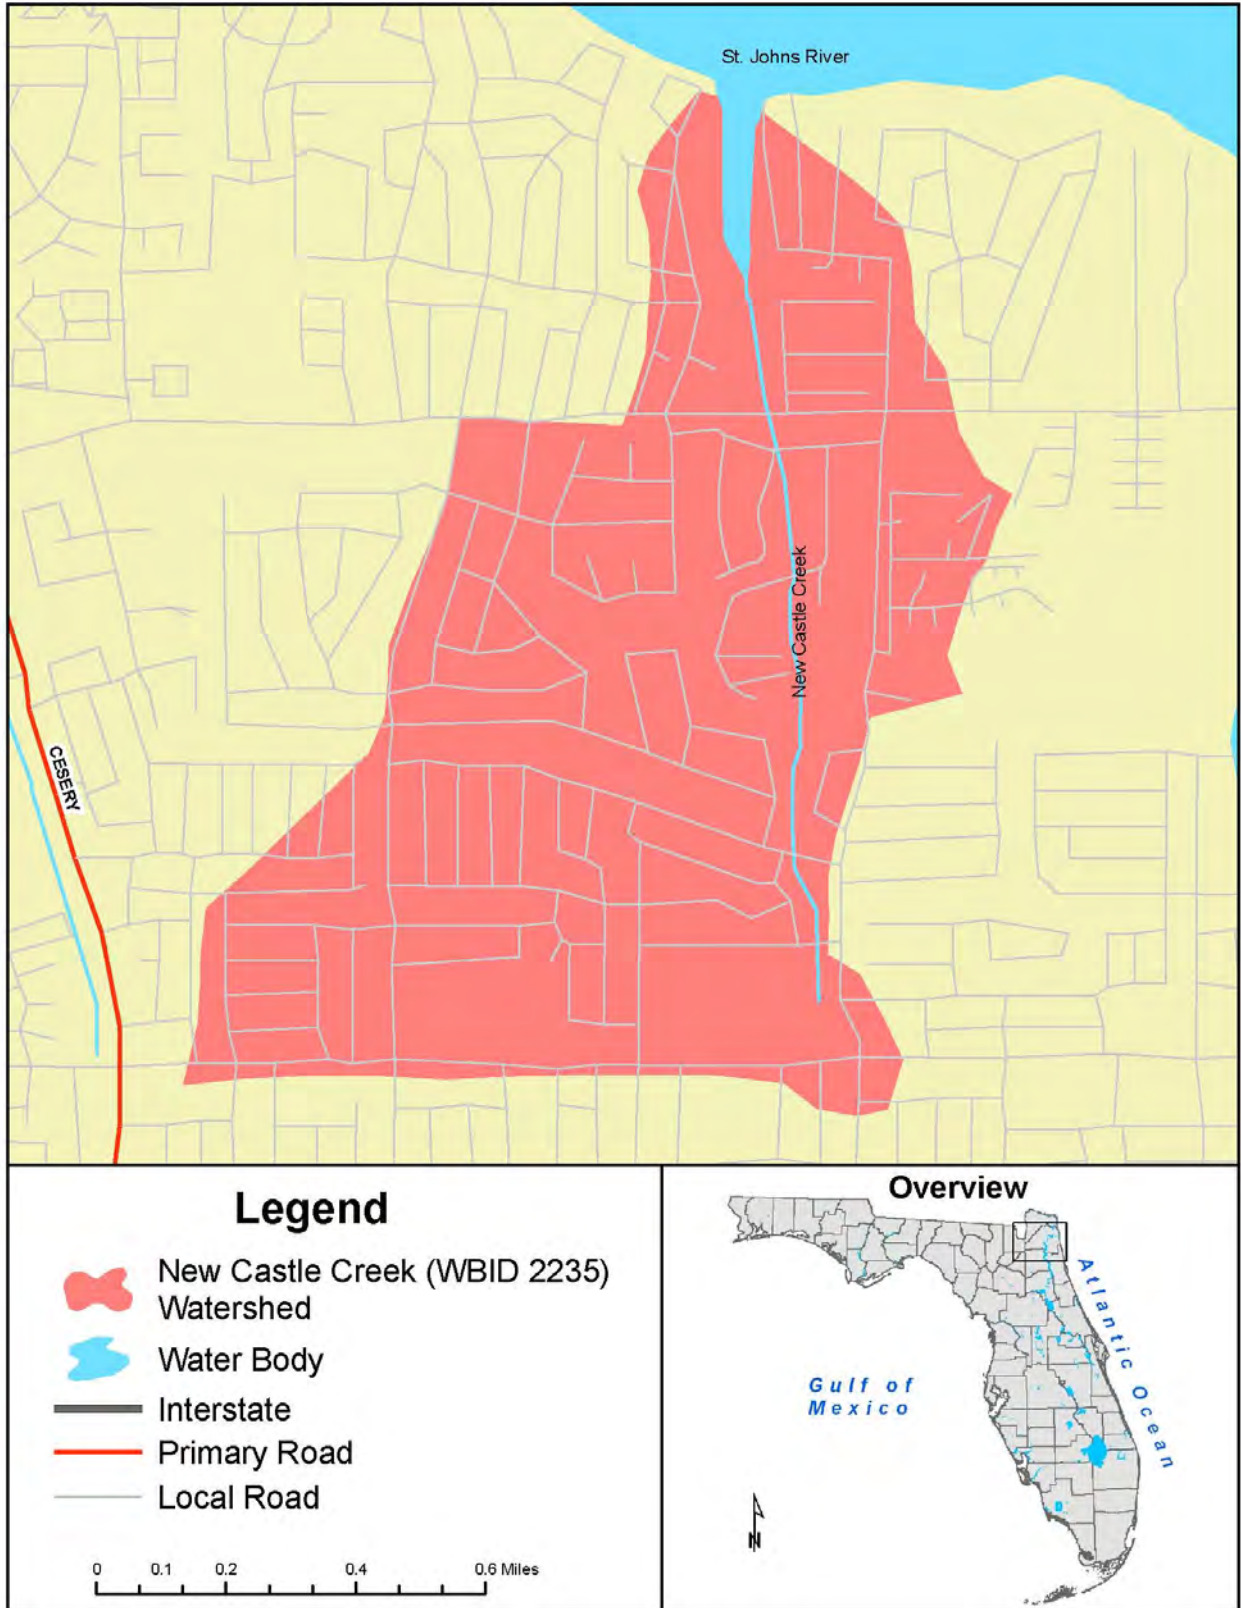 St. Johns River
New Castle Creek
CESERY
Legend
New Castle Creek (WBID 2235)
Watershed
Water Body
Interstate
Primary Road
Local Road
0 0.1 0.2 0.4 0.6 Miles
Overview
Atlantic Ocean
Gulf of
Mexico
N